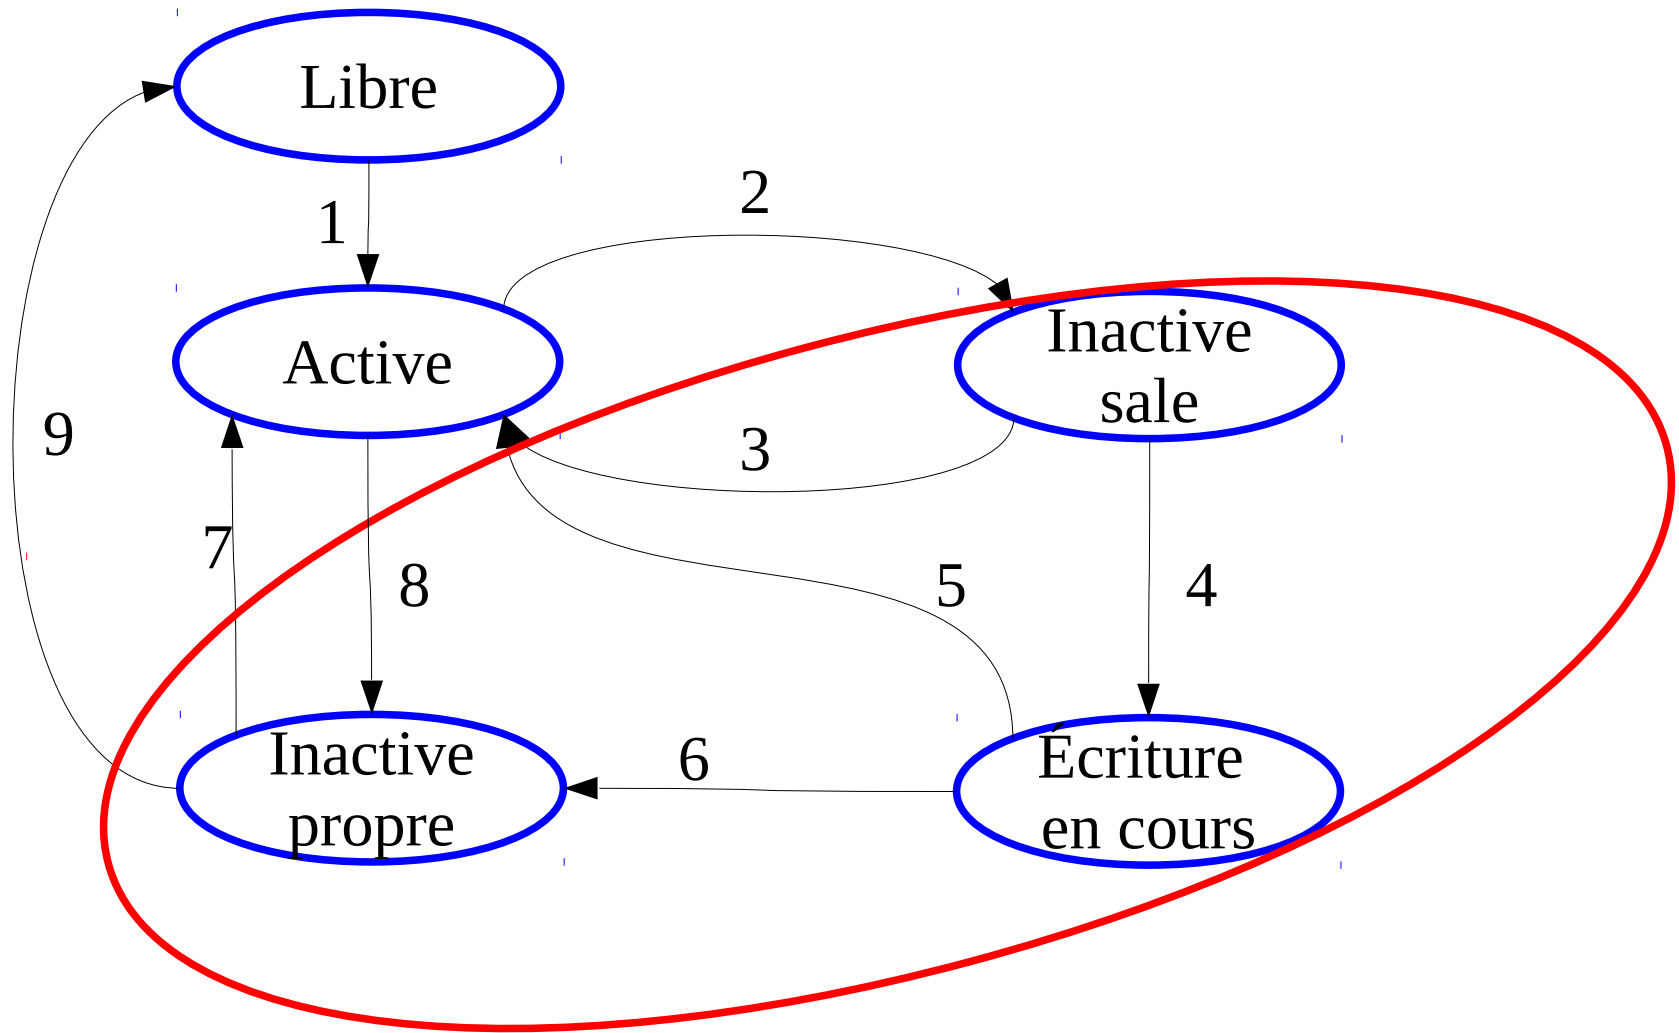 Libre
1
2
Active
Inactive
sale
9
3
7
8
5
4
Inactive
propre
6
Écriture
en cours